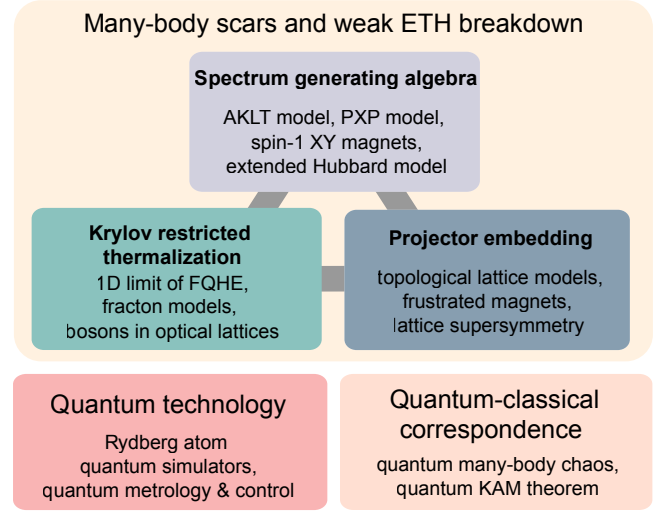 Many-body scars and weak ETH breakdown
Spectrum generating algebra
AKLT model, PXP model,
spin-1 XY magnets,
extended Hubbard model
Krylov restricted
thermalization
1D limit of FQHE,
fracton models,
bosons in optical lattices
Projector embedding
topological lattice models,
frustrated magnets,
lattice supersymmetry
Quantum technology
Rydberg atom
quantum simulators,
quantum metrology & control
Quantum-classical
correspondence
quantum many-body chaos,
quantum KAM theorem